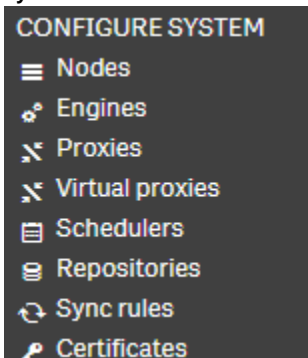 CONFIGURE SYSTEM
Nodes
Engines
Proxies
Virtual proxies
Schedulers
Repositories
Sync rules
Certificates